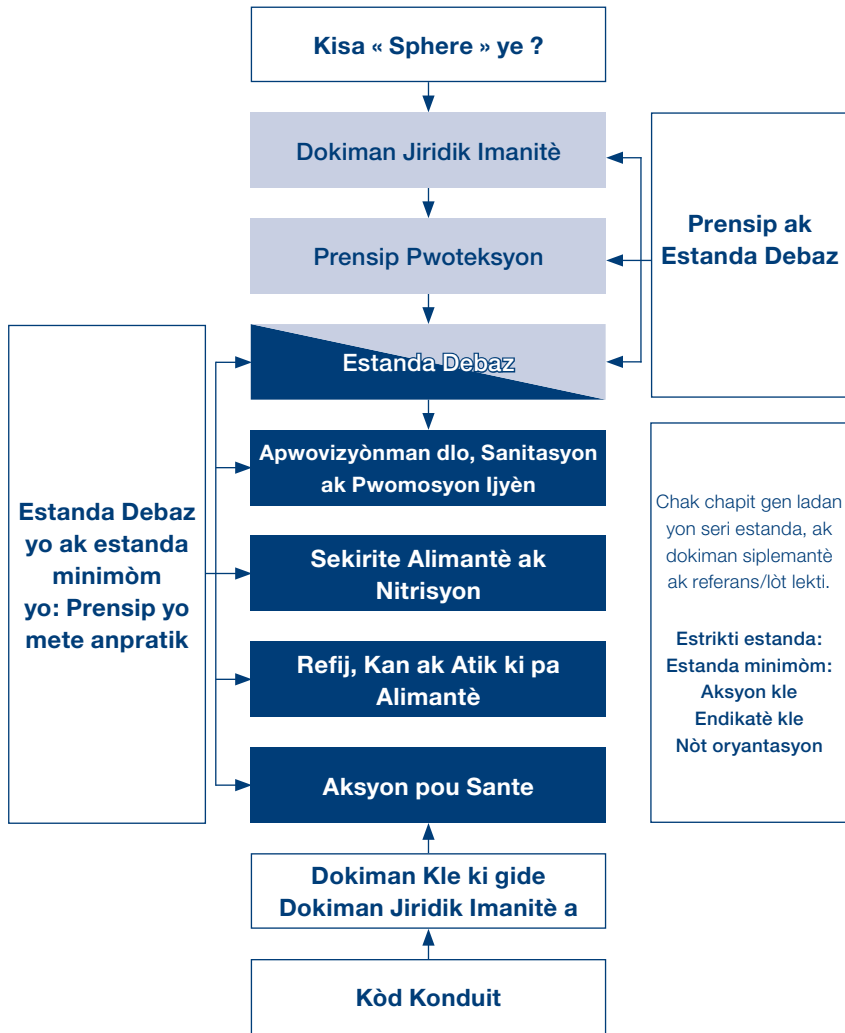 Kisa « Sphere » ye ?
Dokiman Jiridik Imanitè
Prensip Pwoteksyon
Estanda Debaz
Prensip ak
Estanda Debaz
Apwovizyònman dlo, Sanitasyon
ak Pwomosyon Ijyèn
Sekirite Alimantè ak
Nitrisyon
Refij, Kan ak Atik ki pa
Alimantè
Aksyon pou Sante
Estanda Debaz
yo ak estanda
minimòm
yo: Prensip yo
mete anpratik
Chak chapit gen ladan
yon seri estanda, ak
dokiman siplemantè
ak referans/lòt lekti.
Estrikti estanda:
Estanda minimòm:
Aksyon kle
Endikatè kle
Nòt oryantasyon
Dokiman Kle ki gide
Dokiman Jiridik Imanitè a
Kòd Konduit